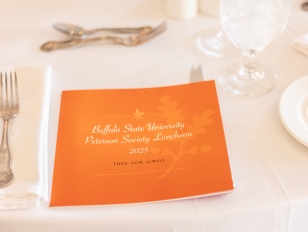 Buffalo State University
Peterson Society Luncheon
2025
THEN. NOW. ALWAYS.